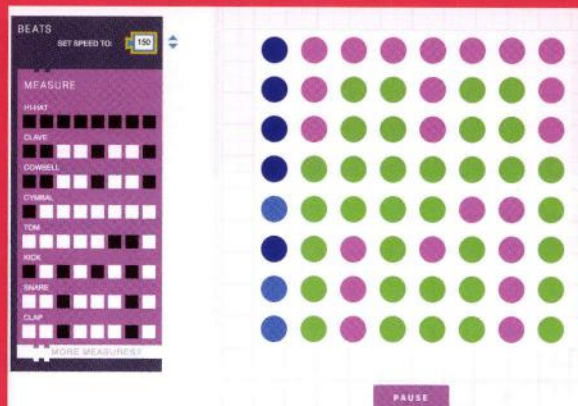 BEATS
SET SPEED TO: 150
MEASURE
HI-HAT
CLAVE
COWBELL
CYMBAL
TOM
KICK
SNARE
CLAP
MORE MEASURES?
PAUSE